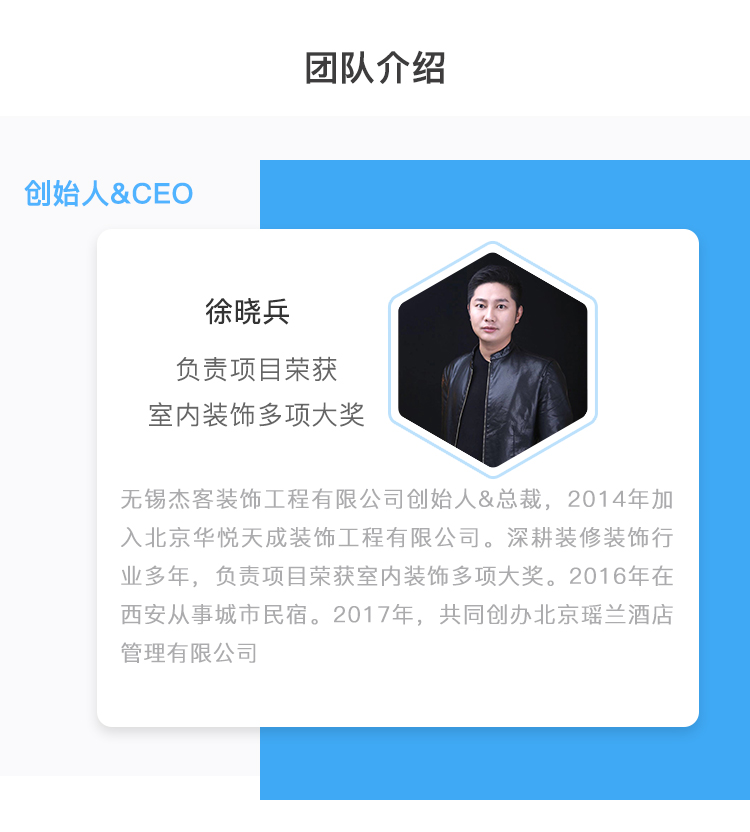 团队介绍
创始人&CEO
徐晓兵
负责项目荣获
室内装饰多项大奖
无锡杰客装饰工程有限公司创始人&总裁，2014年加
入北京华悦天成装饰工程有限公司。深耕装修装饰行
业多年，负责项目荣获室内装饰多项大奖。2016年在
西安从事城市民宿。2017年，共同创办北京瑶兰酒店
管理有限公司